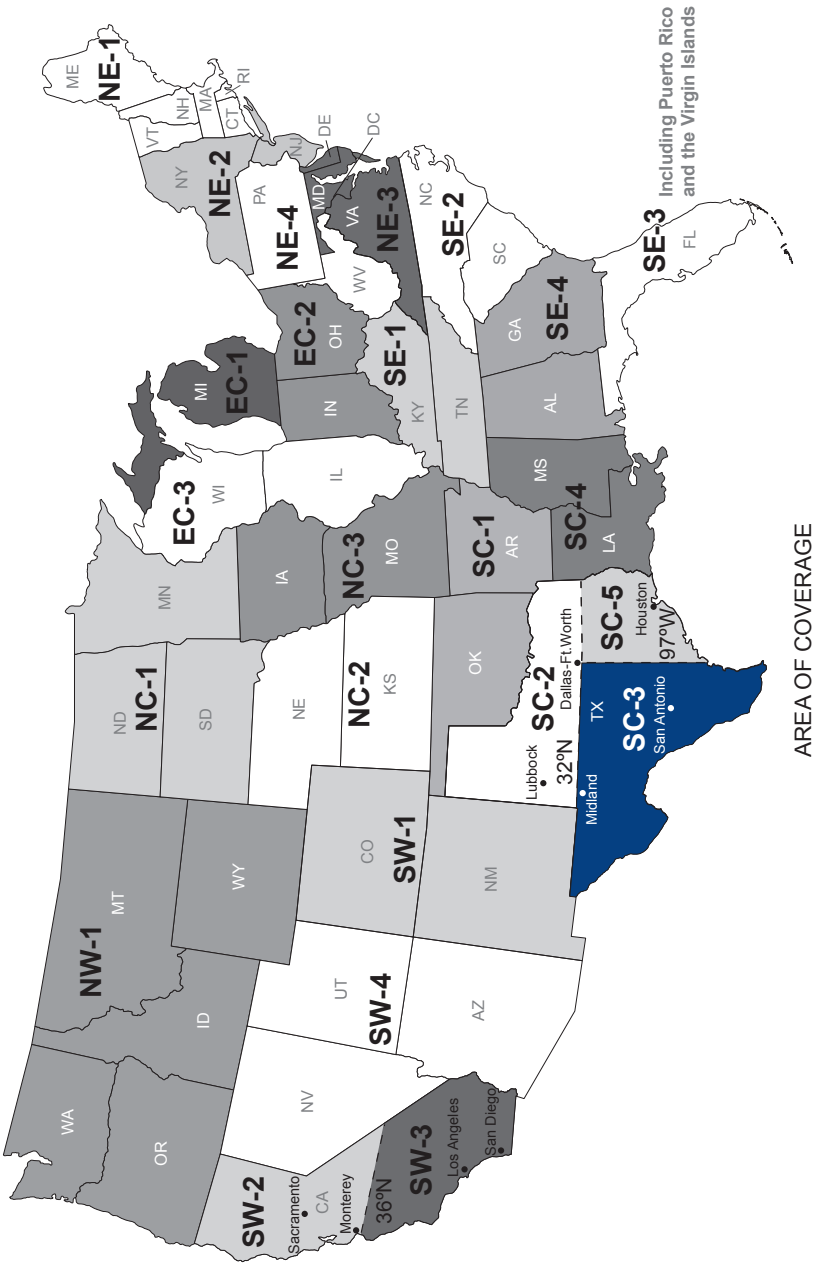 WA
OR
NW-1
MT
ID
WY
ND
NC-1
SD
MN
NE
NC-2
KS
IA
NC-3
MO
EC-3
WI
IL
MI
EC-1
EC-2
OH
IN
ME
NE-1
VT
NH
MA
RI
CT
NY
NE-2
NJ
PA
NE-4
DE
MD
DC
VA
NE-3
WV
SE-1
KY
TN
NC
SE-2
SC
GA
SE-4
AL
SE-3
FL
Including Puerto Rico
and the Virgin Islands
MS
SC-4
LA
SC-1
AR
OK
SC-2
Lubbock
Dallas-Ft.Worth
32ºN
TX
Midland
SC-3
San Antonio
SC-5
Houston
97ºW
CO
SW-1
NM
UT
SW-4
AZ
NV
SW-2
Sacramento
CA
Monterey
36ºN
SW-3
Los Angeles
San Diego
AREA OF COVERAGE